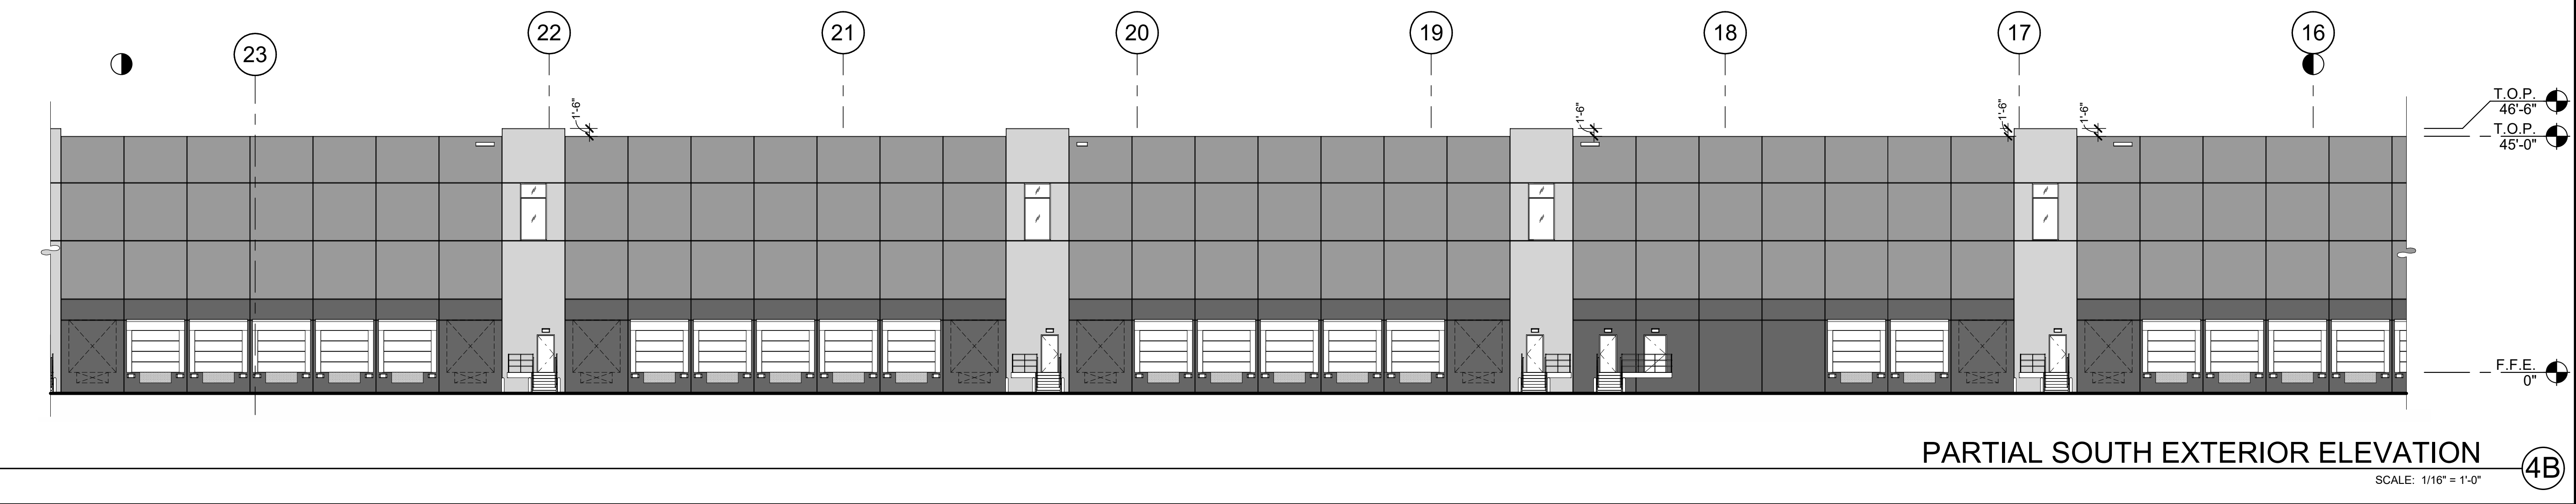 23
22
21
20
19
18
17
16
1'-6"
1'-6"
1'-6"
1'-6"
T.O.P.
46'-6"
T.O.P.
45'-0"
F.F.E.
0"
PARTIAL SOUTH EXTERIOR ELEVATION
SCALE: 1/16" = 1'-0"
4B